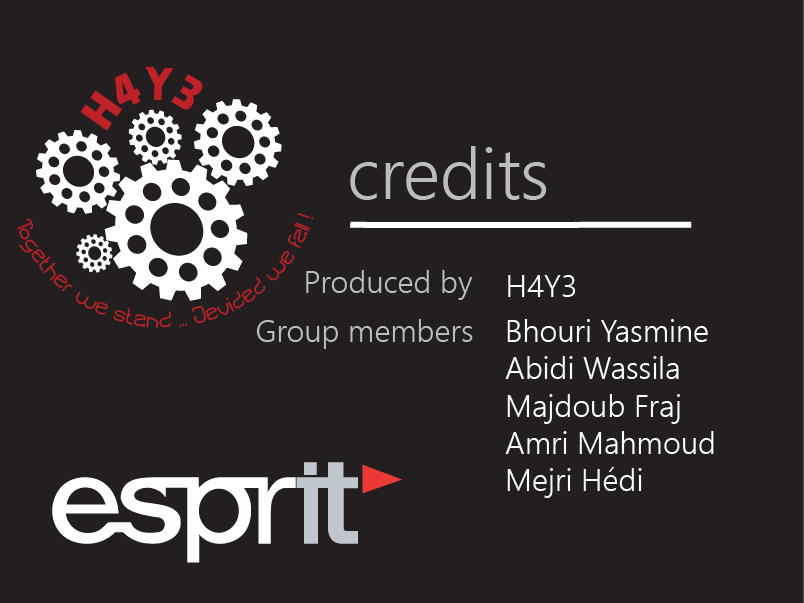 H4Y3
Together we stand ... Devided we fall !
credits
Produced by H4Y3
Group members Bhouri Yasmine
Abidi Wassila
Majdoub Fraj
Amri Mahmoud
Mejri Hédi
esprit